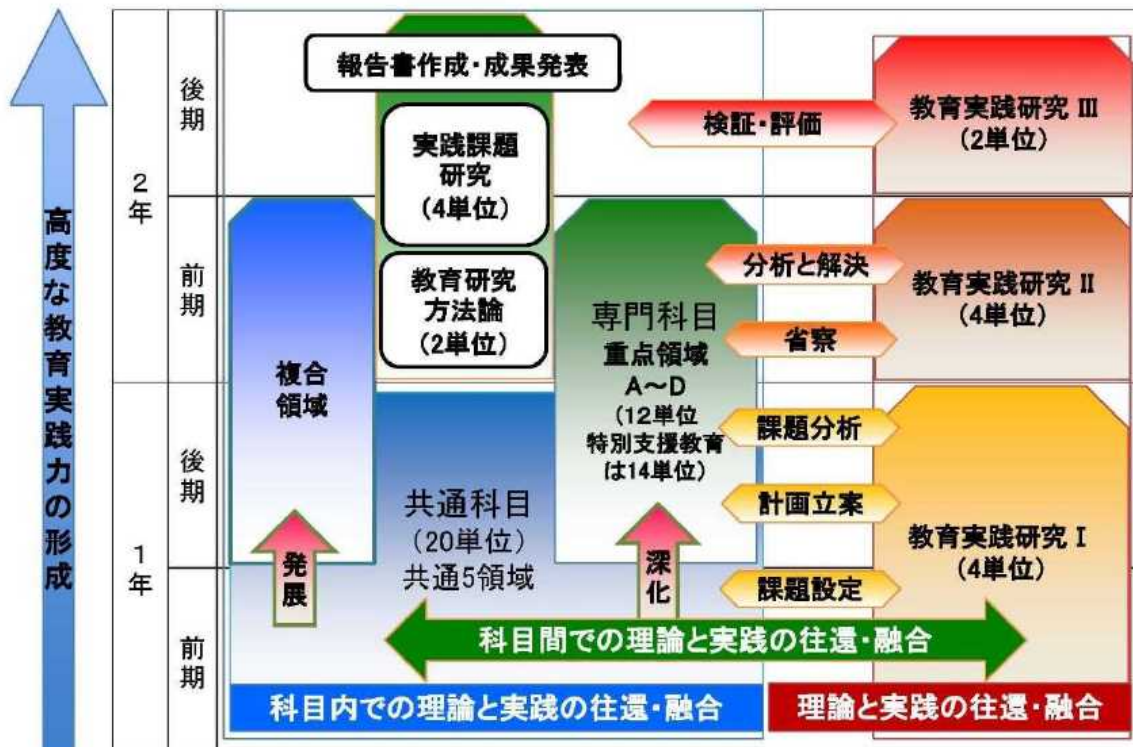 高度な教育実践力の形成
2年
後期
前期
1年
後期
前期
報告書作成・成果発表
実践課題
研究
(4単位)
教育研究
方法論
(2単位)
複合
領域
発展
共通科目
(20単位)
共通5領域
専門科目
重点領域
A～D
(12単位
特別支援教育
は14単位)
深化
検証・評価
分析と解決
省察
課題分析
計画立案
課題設定
教育実践研究 III
(2単位)
教育実践研究 II
(4単位)
教育実践研究 I
(4単位)
科目間での理論と実践の往還・融合
科目内での理論と実践の往還・融合
理論と実践の往還・融合